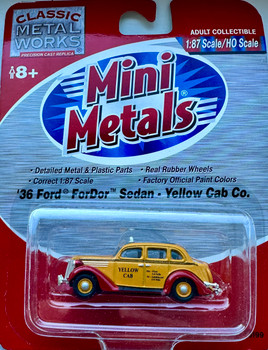 CLASSIC
METAL
WORKS
PRECISION CAST REPLICA
ADULT COLLECTIBLE
1:87 Scale/HO Scale
8+
Mini
Metals®
•Detailed Metal & Plastic Parts •Real Rubber Wheels
•Correct 1:87 Scale •Factory Official Paint Colors
'36 Ford® ForDor™ Sedan - Yellow Cab Co.
YELLOW
CAB